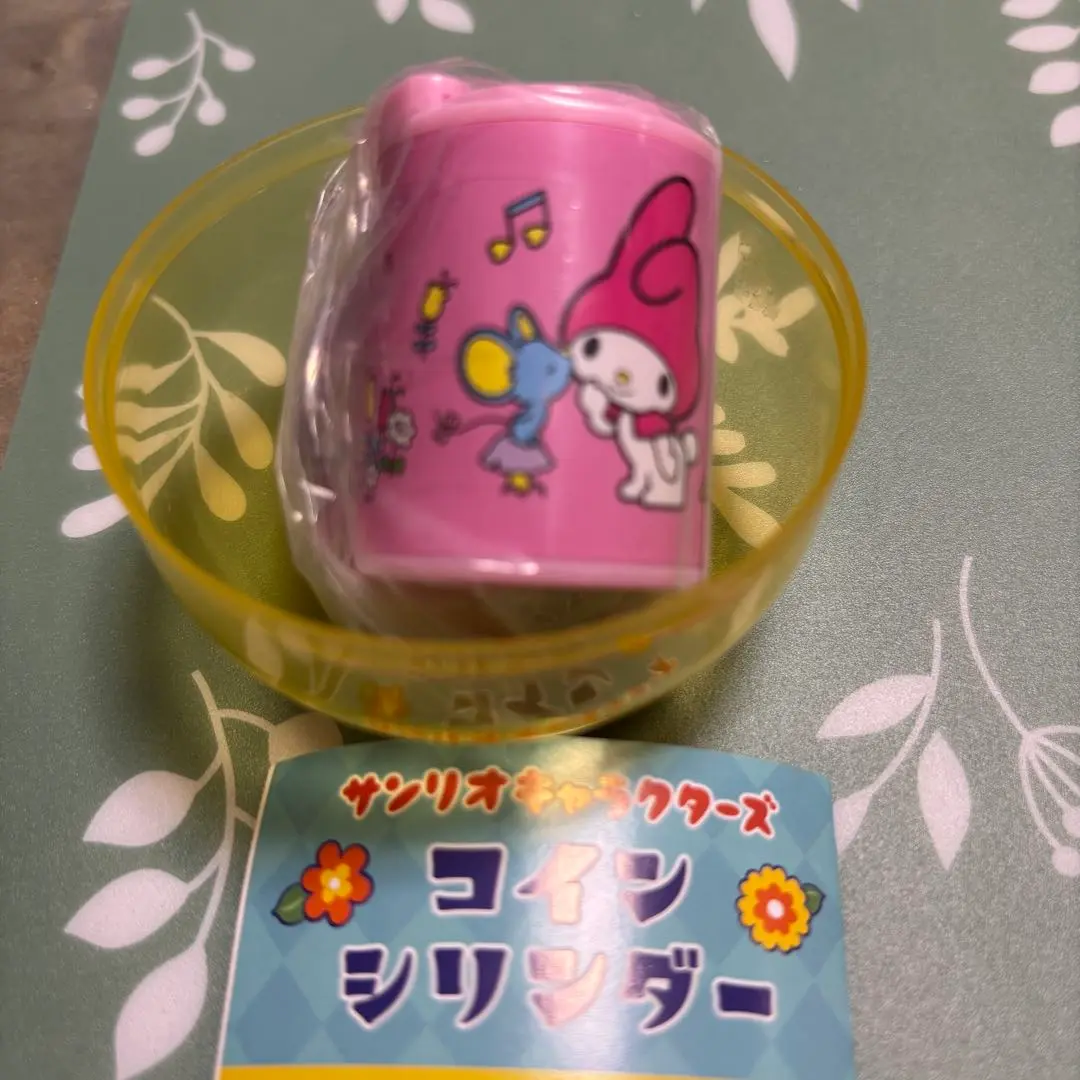 サンリオキャラクターズ
コイン
シリンダー